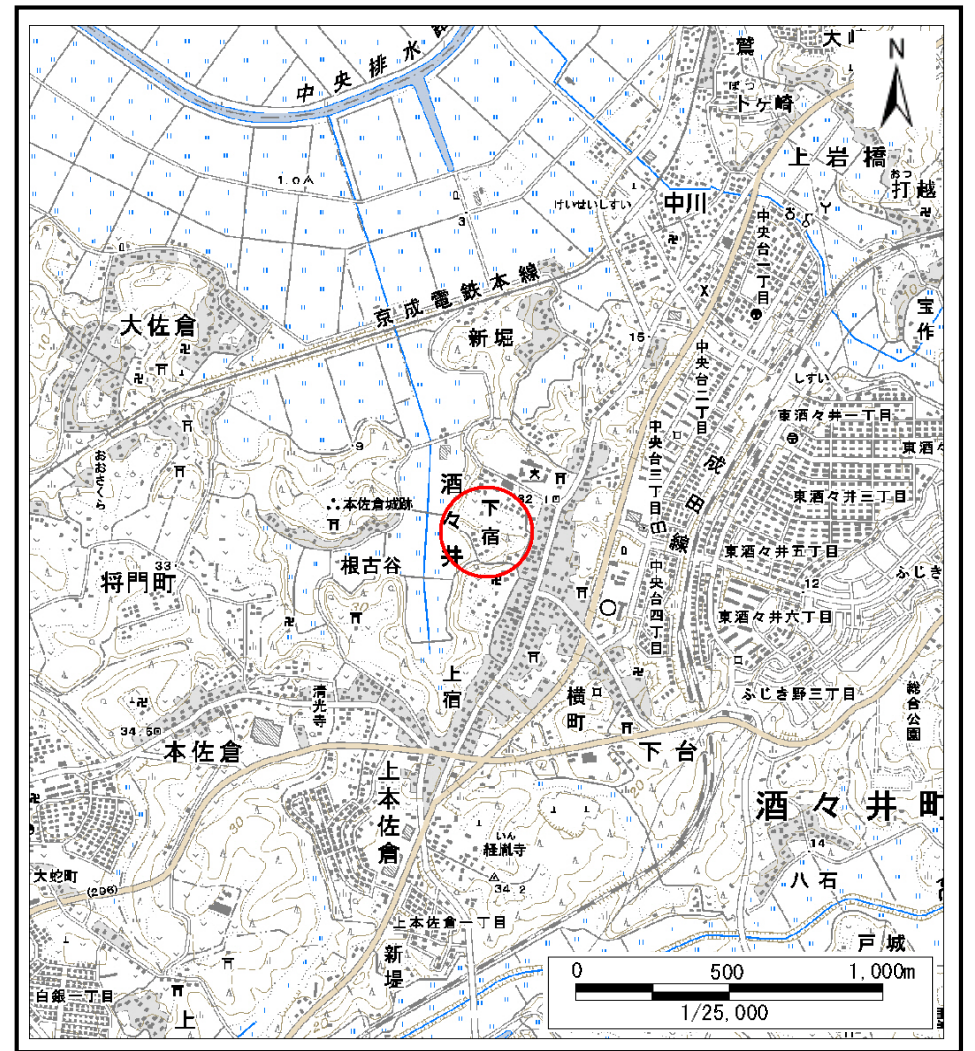 中央排水路
鷲
N
ぼっ
卜ヶ崎
上岩橋
おっ
打越
1.0
3
けいせいしすい
中川
中央台一丁目
京成電鉄本線
新堀
大佐倉
15
中央台二丁目
宝作
しすい
東酒々井一丁目
成田線
中央台三丁目
9
おおさくら
酒々井
下宿
32.1
本佐倉城跡
東酒々井三丁目
根古谷
東酒々井五丁目
ふじき
33
将門町
12
中央台四丁目
東酒々井六丁目
上宿
清光寺
横町
ふじき野三丁目
総合公園
34.5
本佐倉
下台
上本佐倉
酒々井町
30
いん
経胤寺
14
八石
大蛇町
(296)
34.2
上本佐倉一丁目
新堤
戸城
白銀一丁目
上
0 500 1,000m
1/25,000